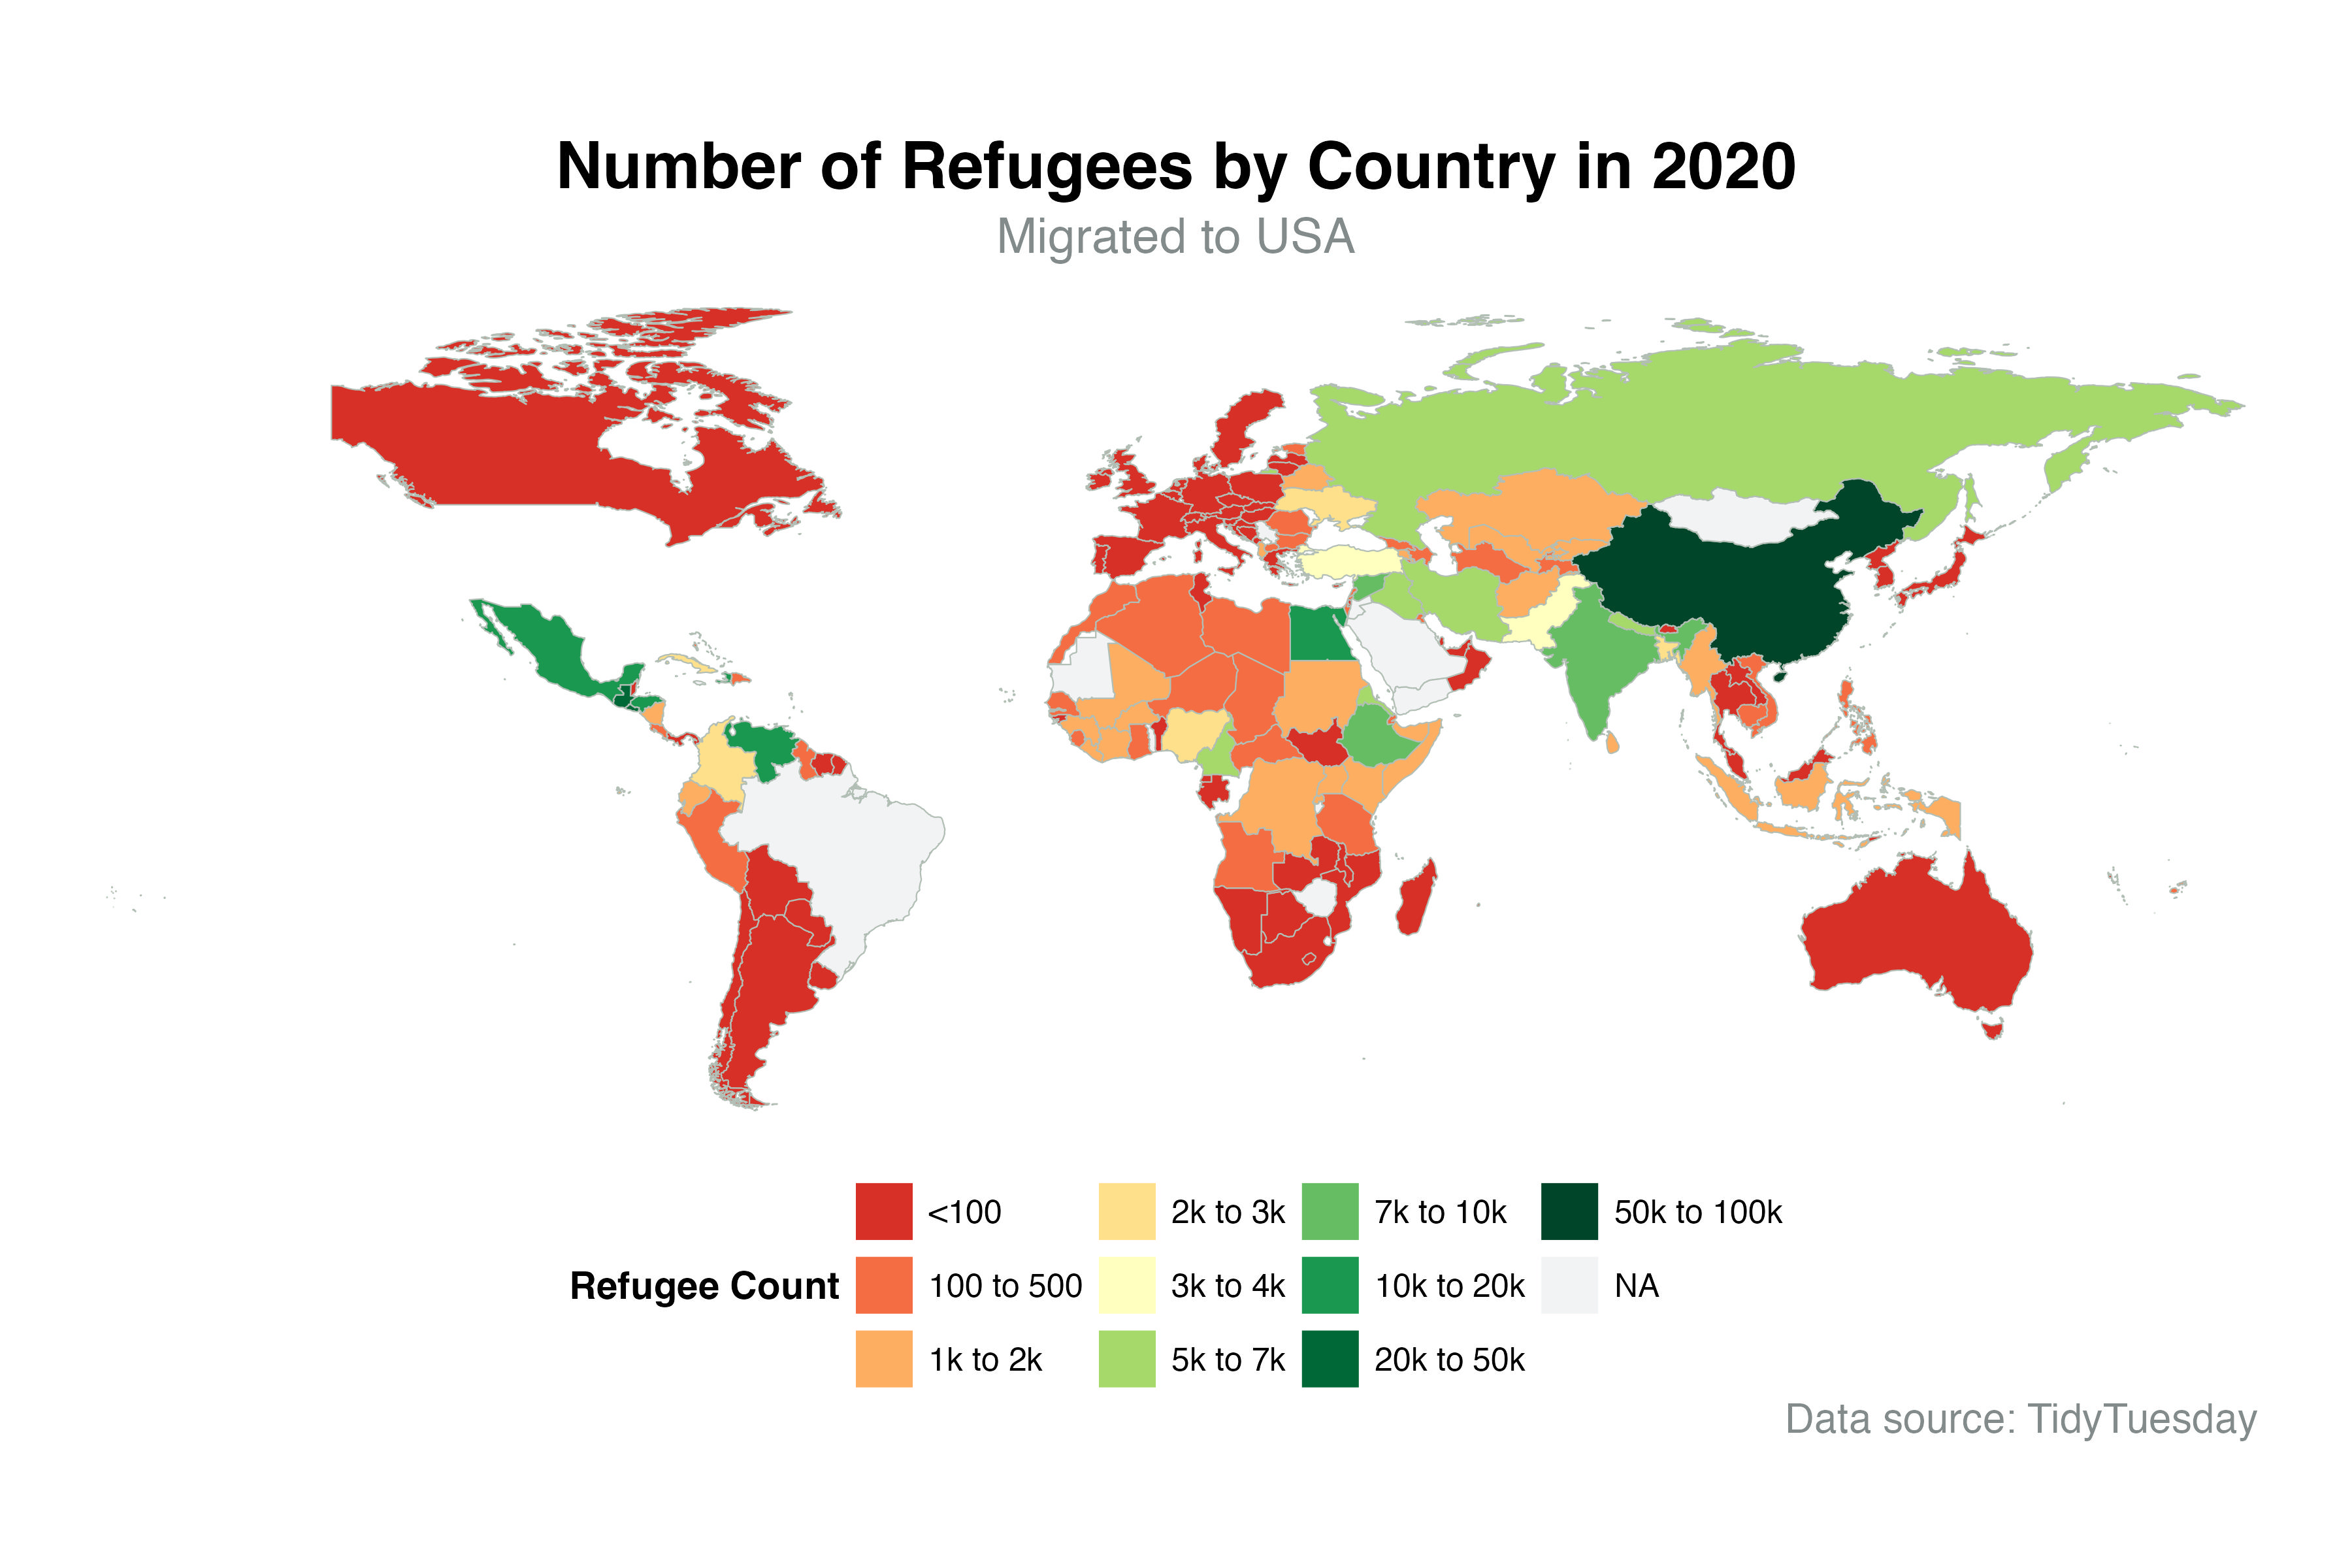 Number of Refugees by Country in 2020
Migrated to USA
Refugee Count
<100
100 to 500
1k to 2k
2k to 3k
3k to 4k
5k to 7k
7k to 10k
10k to 20k
20k to 50k
50k to 100k
NA
Data source: TidyTuesday